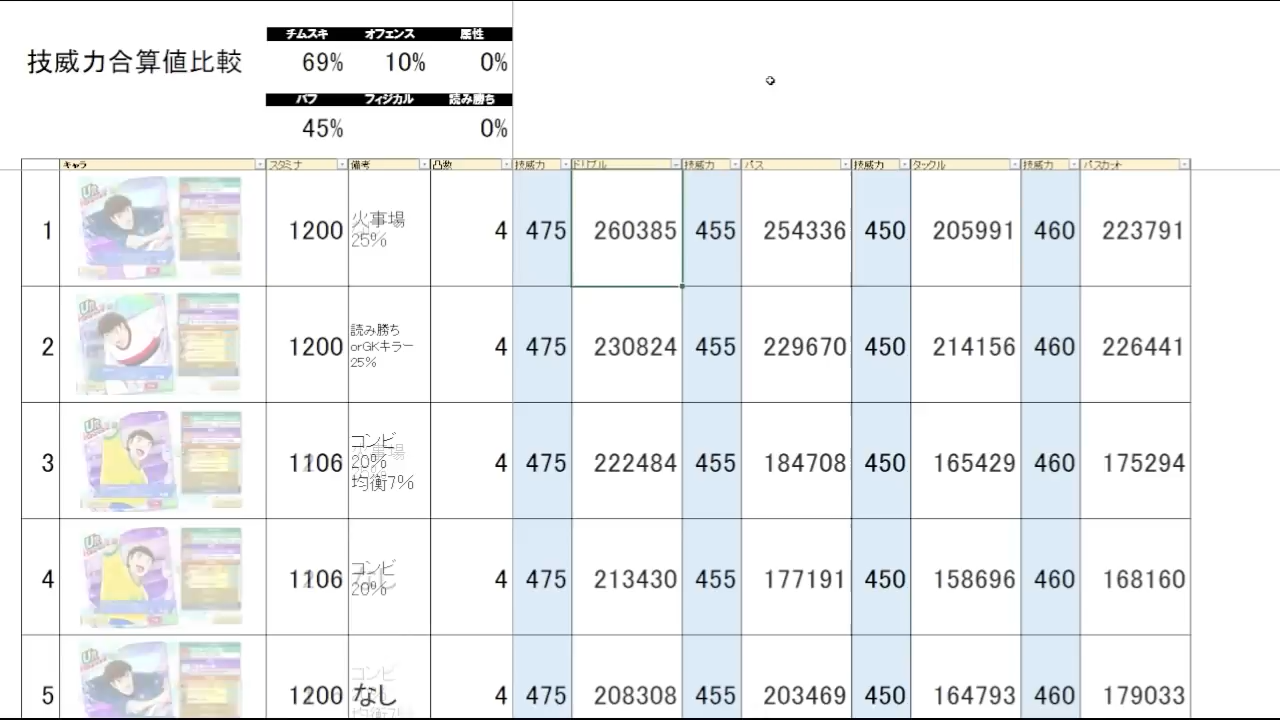 技威力合算値比較
チムスキ オフェンス 属性
69% 10% 0%
バフ フィジカル 読み勝ち
45% 0%
キャラ スタミナ 備考 凸数 技威力 ドリブル 技威力 パス 技威力 タックル 技威力 パスカット
1 1200 火事場 25% 4 475 260385 455 254336 450 205991 460 223791
2 1200 読み勝ち orGKキラー 25% 4 475 230824 455 229670 450 214156 460 226441
3 1106 コンビ 20% 均衡7% 4 475 222484 455 184708 450 165429 460 175294
4 1106 コンビ 20% 4 475 213430 455 177191 450 158696 460 168160
5 1200 なし 4 475 208308 455 203469 450 164793 460 179033